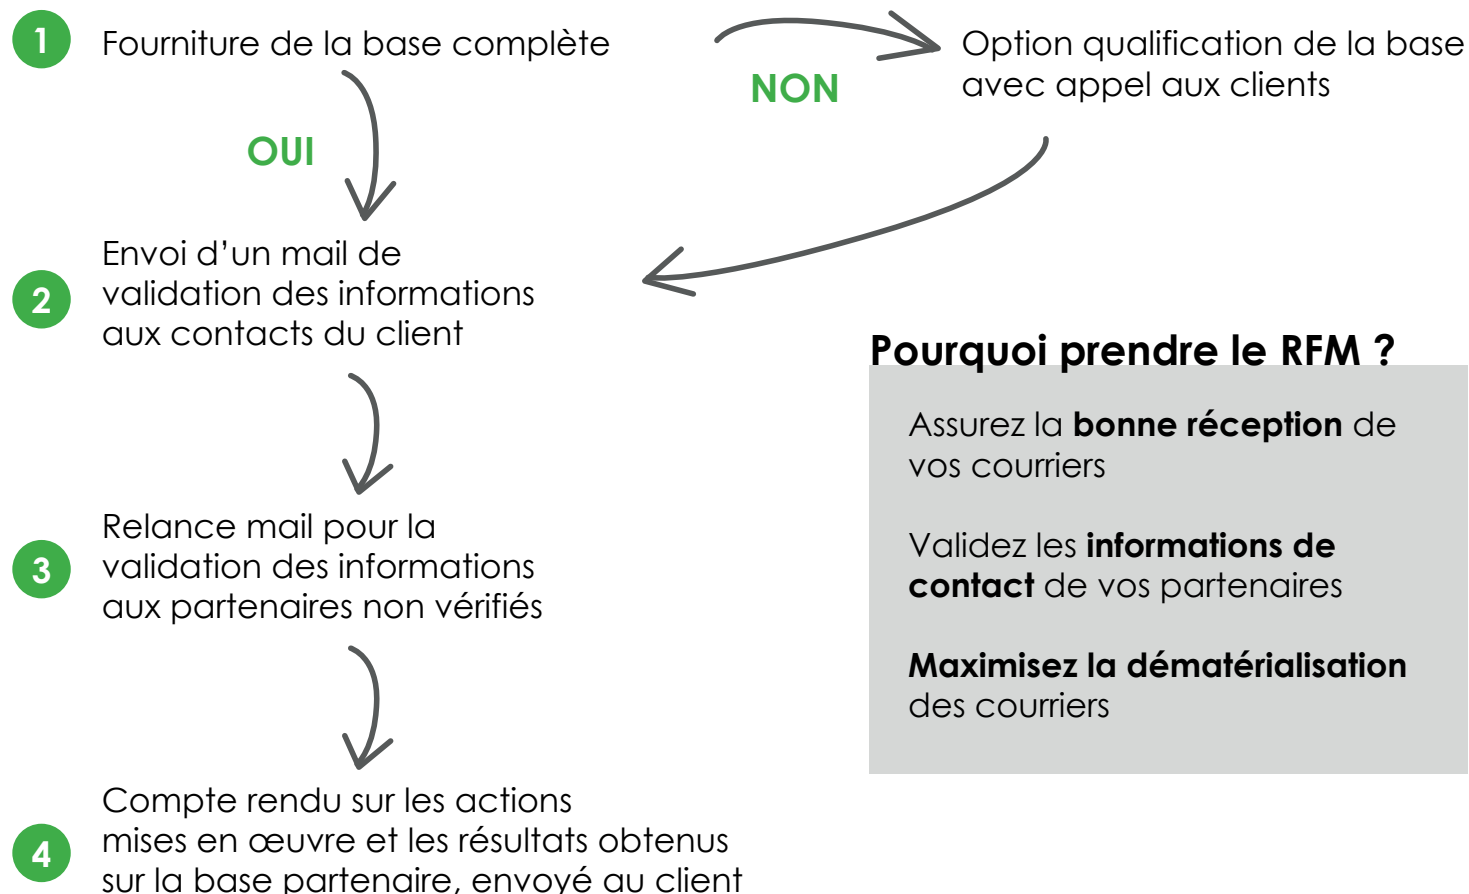 1
Fourniture de la base complète
NON
Option qualification de la base
avec appel aux clients
OUI
2
Envoi d’un mail de
validation des informations
aux contacts du client
3
Relance mail pour la
validation des informations
aux partenaires non vérifiés
4
Compte rendu sur les actions
mises en œuvre et les résultats obtenus
sur la base partenaire, envoyé au client
Pourquoi prendre le RFM ?
Assurez la bonne réception de
vos courriers
Validez les informations de
contact de vos partenaires
Maximisez la dématérialisation
des courriers